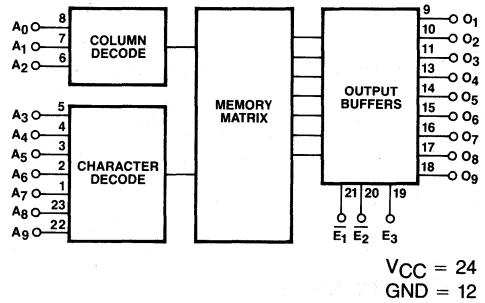 A0 8
A1 7
A2 6
COLUMN
DECODE
A3 5
A4 4
A5 3
A6 2
A7 1
A8 23
A9 22
CHARACTER
DECODE
MEMORY
MATRIX
OUTPUT
BUFFERS
9 O1
10 O2
11 O3
13 O4
14 O5
15 O6
16 O7
17 O8
18 O9
21 20 19
E̅1 E̅2 E3
VCC = 24
GND = 12